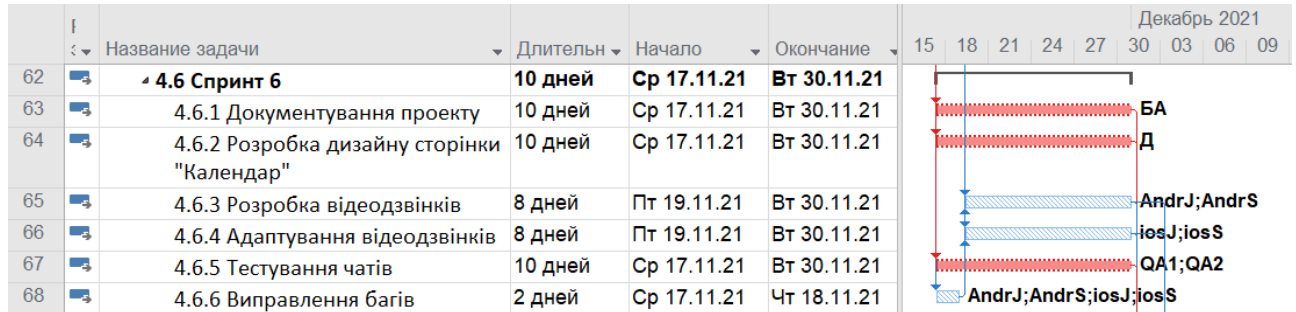 Декабрь 2021
Название задачи Длительн Начало Окончание 15 18 21 24 27 30 03 06 09
62 4.6 Спринт 6 10 дней Ср 17.11.21 Вт 30.11.21
63 4.6.1 Документування проекту 10 дней Ср 17.11.21 Вт 30.11.21 БА
64 4.6.2 Розробка дизайну сторінки 10 дней Ср 17.11.21 Вт 30.11.21 Д
"Календар"
65 4.6.3 Розробка відеодзвінків 8 дней Пт 19.11.21 Вт 30.11.21 AndrJ;AndrS
66 4.6.4 Адаптування відеодзвінків 8 дней Пт 19.11.21 Вт 30.11.21 iosJ;iosS
67 4.6.5 Тестування чатів 10 дней Ср 17.11.21 Вт 30.11.21 QA1;QA2
68 4.6.6 Виправлення багів 2 дней Ср 17.11.21 Чт 18.11.21 AndrJ;AndrS;iosJ;iosS